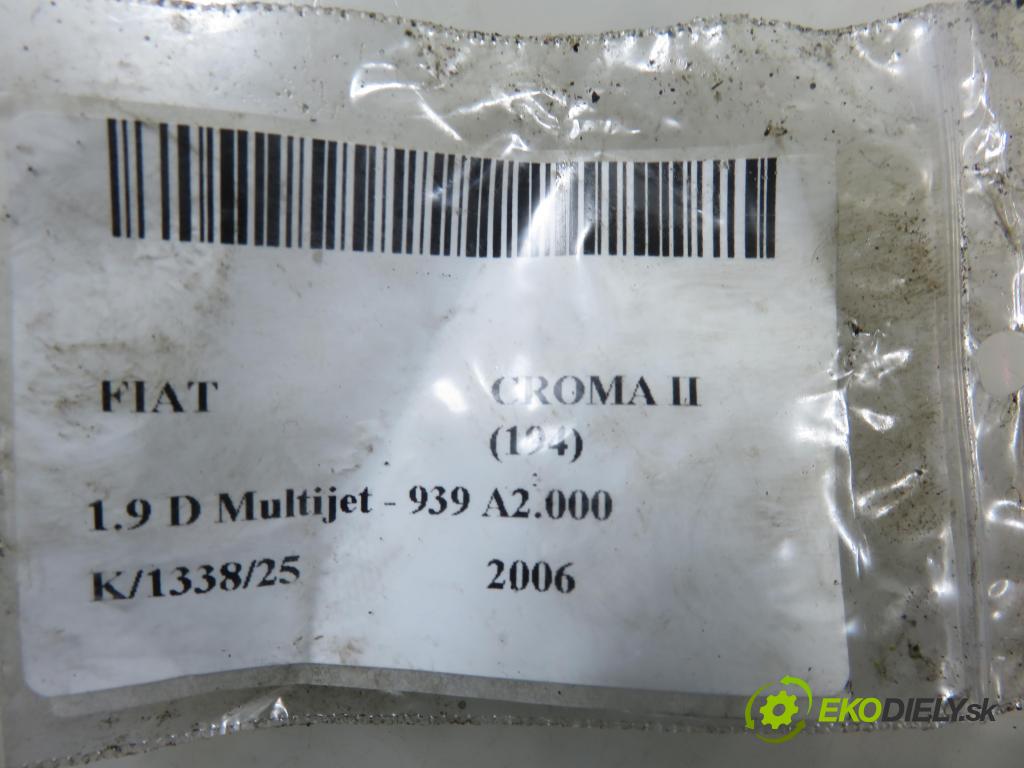 FIAT CROMA II
(194)
1.9 D Multijet - 939 A2.000
K/1338/25 2006
EKODIELY.sk